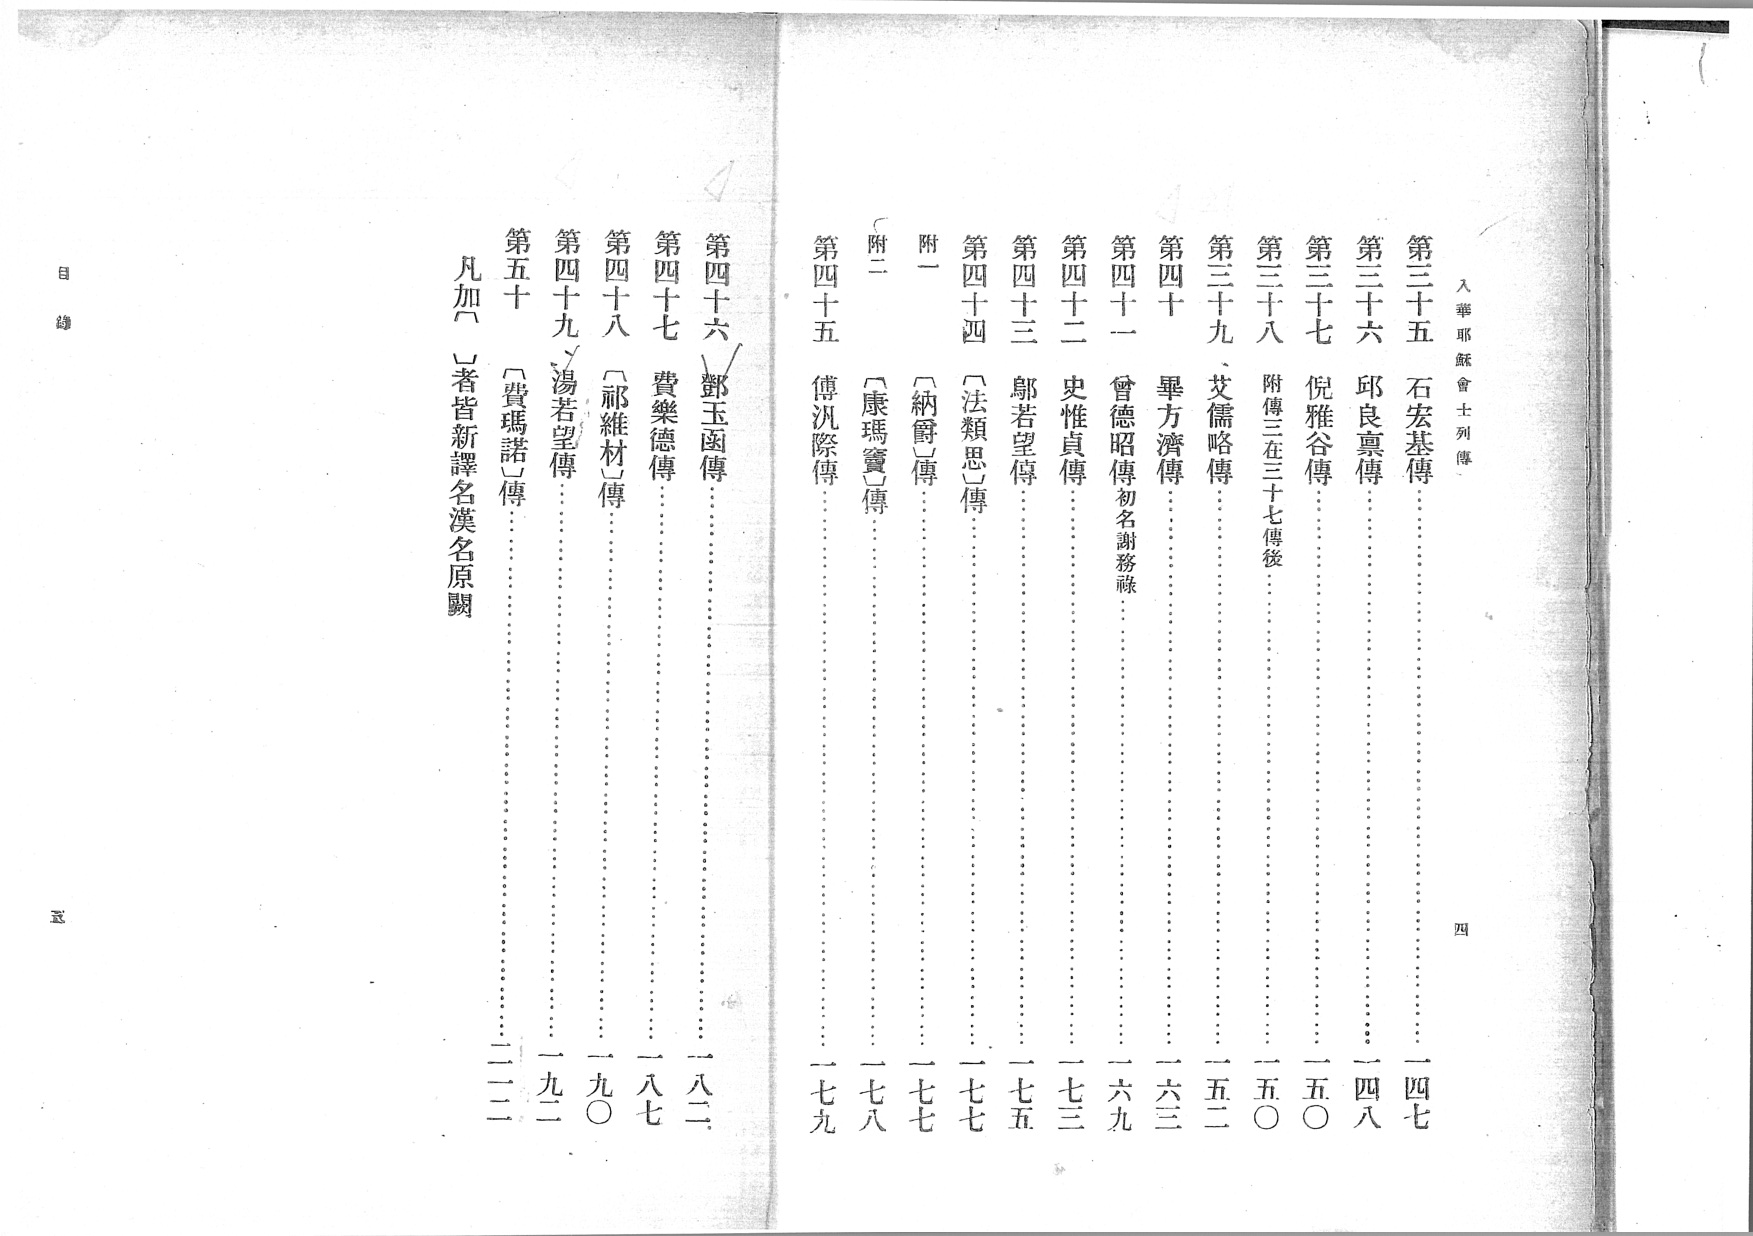 入華耶穌會士列傳
四
第三十五 石宏基傳 一四七
第三十六 邱良禀傳 一四八
第三十七 倪雅谷傳 一五〇
第三十八 附傳三在三十七傳後 一五〇
第三十九 艾儒略傳 一五二
第四十 畢方濟傳 一六三
第四十一 曾德昭傳初名謝務祿 一六九
第四十二 史惟貞傳 一七三
第四十三 鄔若望傳 一七五
第四十四 〔法類思〕傳 一七七
附一 〔納爵〕傳 一七七
附二 〔康瑪竇〕傳 一七八
第四十五 傅汎際傳 一七九
第四十六 鄧玉函傳 一八二
第四十七 費樂德傳 一八七
第四十八 〔祁維材〕傳 一九〇
第四十九 湯若望傳 一九二
第五十 〔費瑪諾〕傳 二一二
凡加〔 〕者皆新譯名漢名原闕
目錄
五